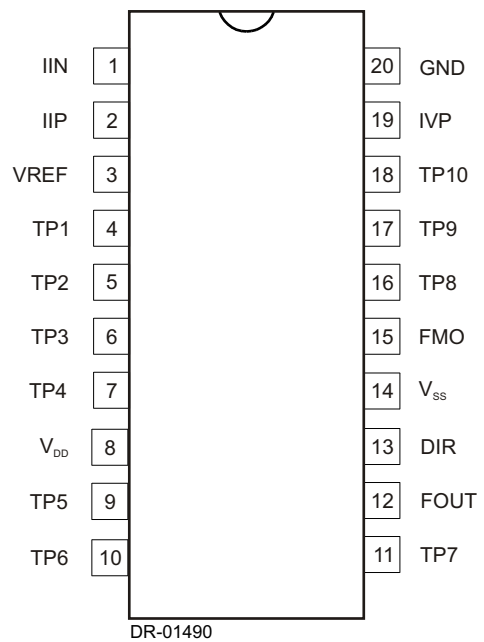 IIN 1 20 GND
IIP 2 19 IVP
VREF 3 18 TP10
TP1 4 17 TP9
TP2 5 16 TP8
TP3 6 15 FMO
TP4 7 14 VSS
VDD 8 13 DIR
TP5 9 12 FOUT
TP6 10 11 TP7
DR-01490